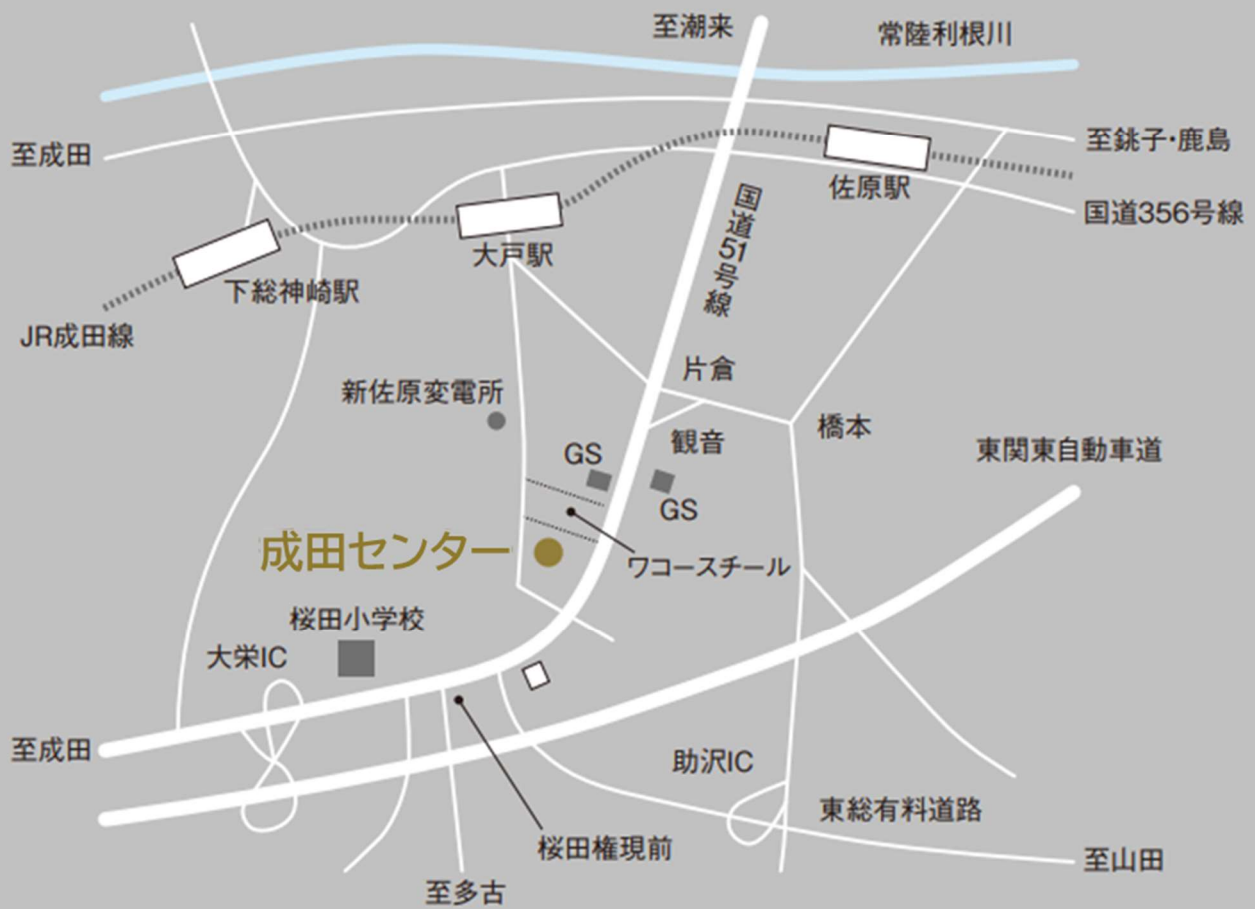 至潮来
常陸利根川
至成田
至銚子・鹿島
佐原駅
国道356号線
国道51号線
大戸駅
下総神崎駅
JR成田線
片倉
新佐原変電所
橋本
観音
東関東自動車道
GS
GS
成田センター
ワコースチール
桜田小学校
大栄IC
至成田
助沢IC
東総有料道路
桜田権現前
至山田
至多古